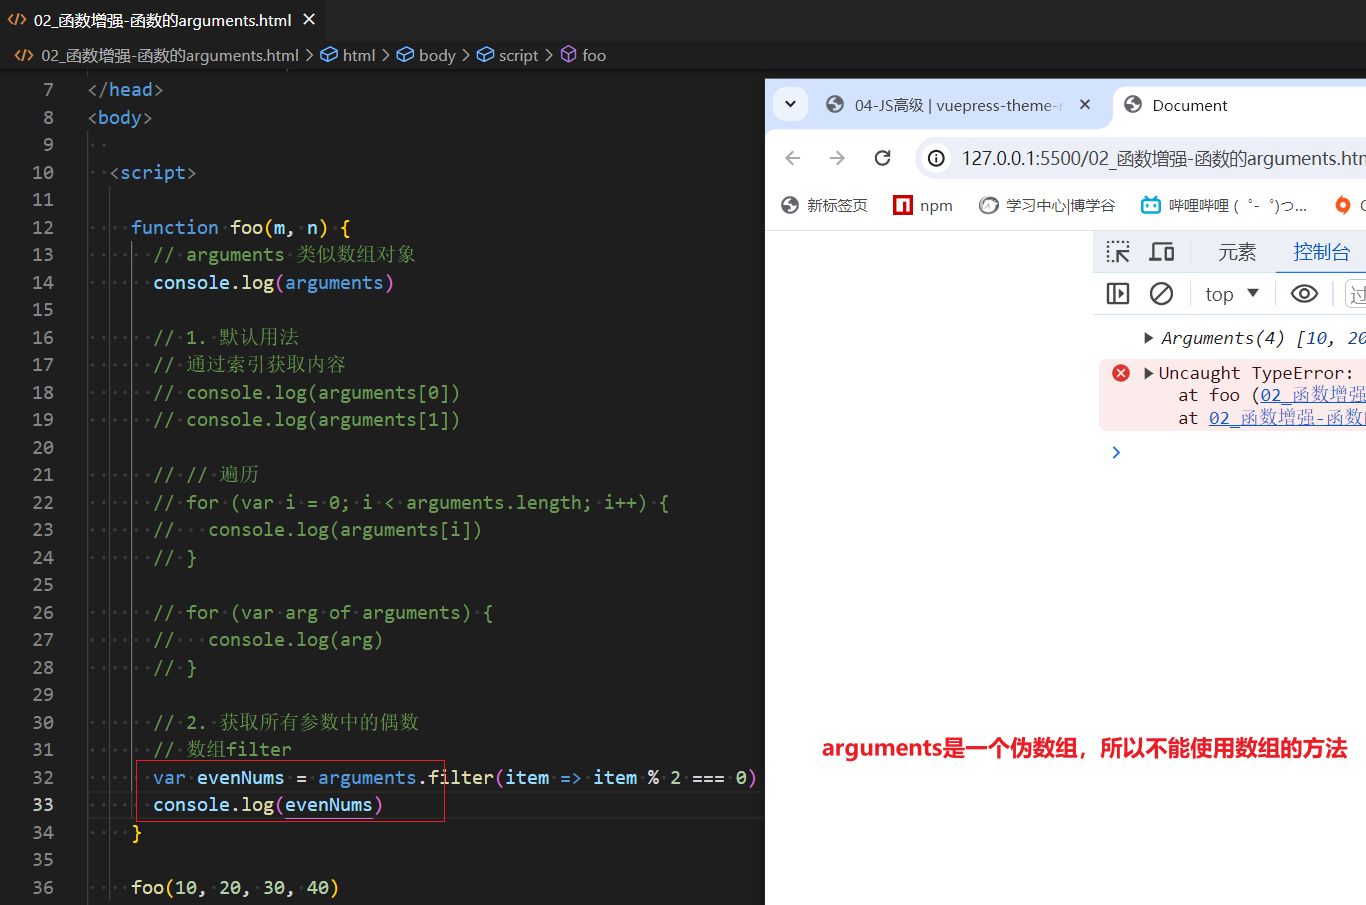 02_函数增强-函数的arguments.html
02_函数增强-函数的arguments.html > html > body > script > foo
7 </head>
8 <body>
9
10 <script>
11
12 function foo(m, n) {
13 // arguments 类似数组对象
14 console.log(arguments)
15
16 // 1. 默认用法
17 // 通过索引获取内容
18 // console.log(arguments[0])
19 // console.log(arguments[1])
20
21 // // 遍历
22 // for (var i = 0; i < arguments.length; i++) {
23 //   console.log(arguments[i])
24 // }
25
26 // for (var arg of arguments) {
27 //   console.log(arg)
28 // }
29
30 // 2. 获取所有参数中的偶数
31 // 数组filter
32 var evenNums = arguments.filter(item => item % 2 === 0)
33 console.log(evenNums)
34 }
35
36 foo(10, 20, 30, 40)
04-JS高级 | vuepress-theme-
Document
127.0.0.1:5500/02_函数增强-函数的arguments.htm
新标签页
npm
学习中心|博学谷
哔哩哔哩 ( ゜- ゜)つ...
元素
控制台
top
Arguments(4) [10, 20
Uncaught TypeError:
at foo (02_函数增强
at 02_函数增强-函数
arguments是一个伪数组，所以不能使用数组的方法